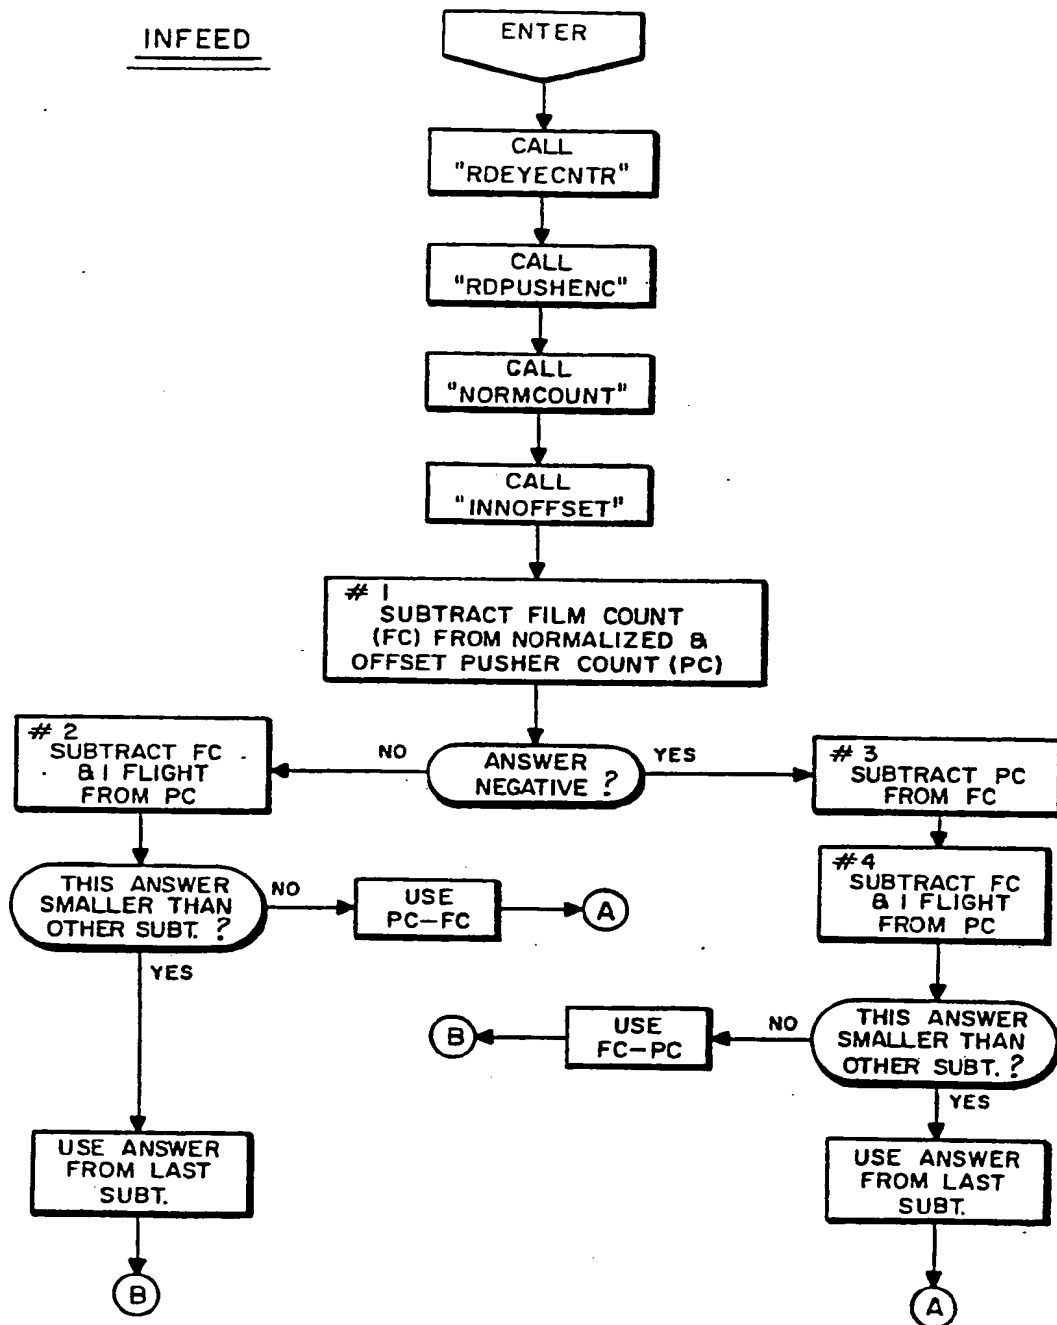 INFEED
ENTER
CALL
"RDEYECNTR"
CALL
"RDPUSHENC"
CALL
"NORMCOUNT"
CALL
"INNOFFSET"
# 1
SUBTRACT FILM COUNT
(FC) FROM NORMALIZED &
OFFSET PUSHER COUNT (PC)
ANSWER
NEGATIVE ?
NO
YES
# 2
SUBTRACT FC
& 1 FLIGHT
FROM PC
# 3
SUBTRACT PC
FROM FC
THIS ANSWER
SMALLER THAN
OTHER SUBT. ?
NO
USE
PC-FC
A
YES
#4
SUBTRACT FC
& 1 FLIGHT
FROM PC
THIS ANSWER
SMALLER THAN
OTHER SUBT. ?
NO
USE
FC-PC
B
YES
USE ANSWER
FROM LAST
SUBT.
B
USE ANSWER
FROM LAST
SUBT.
A